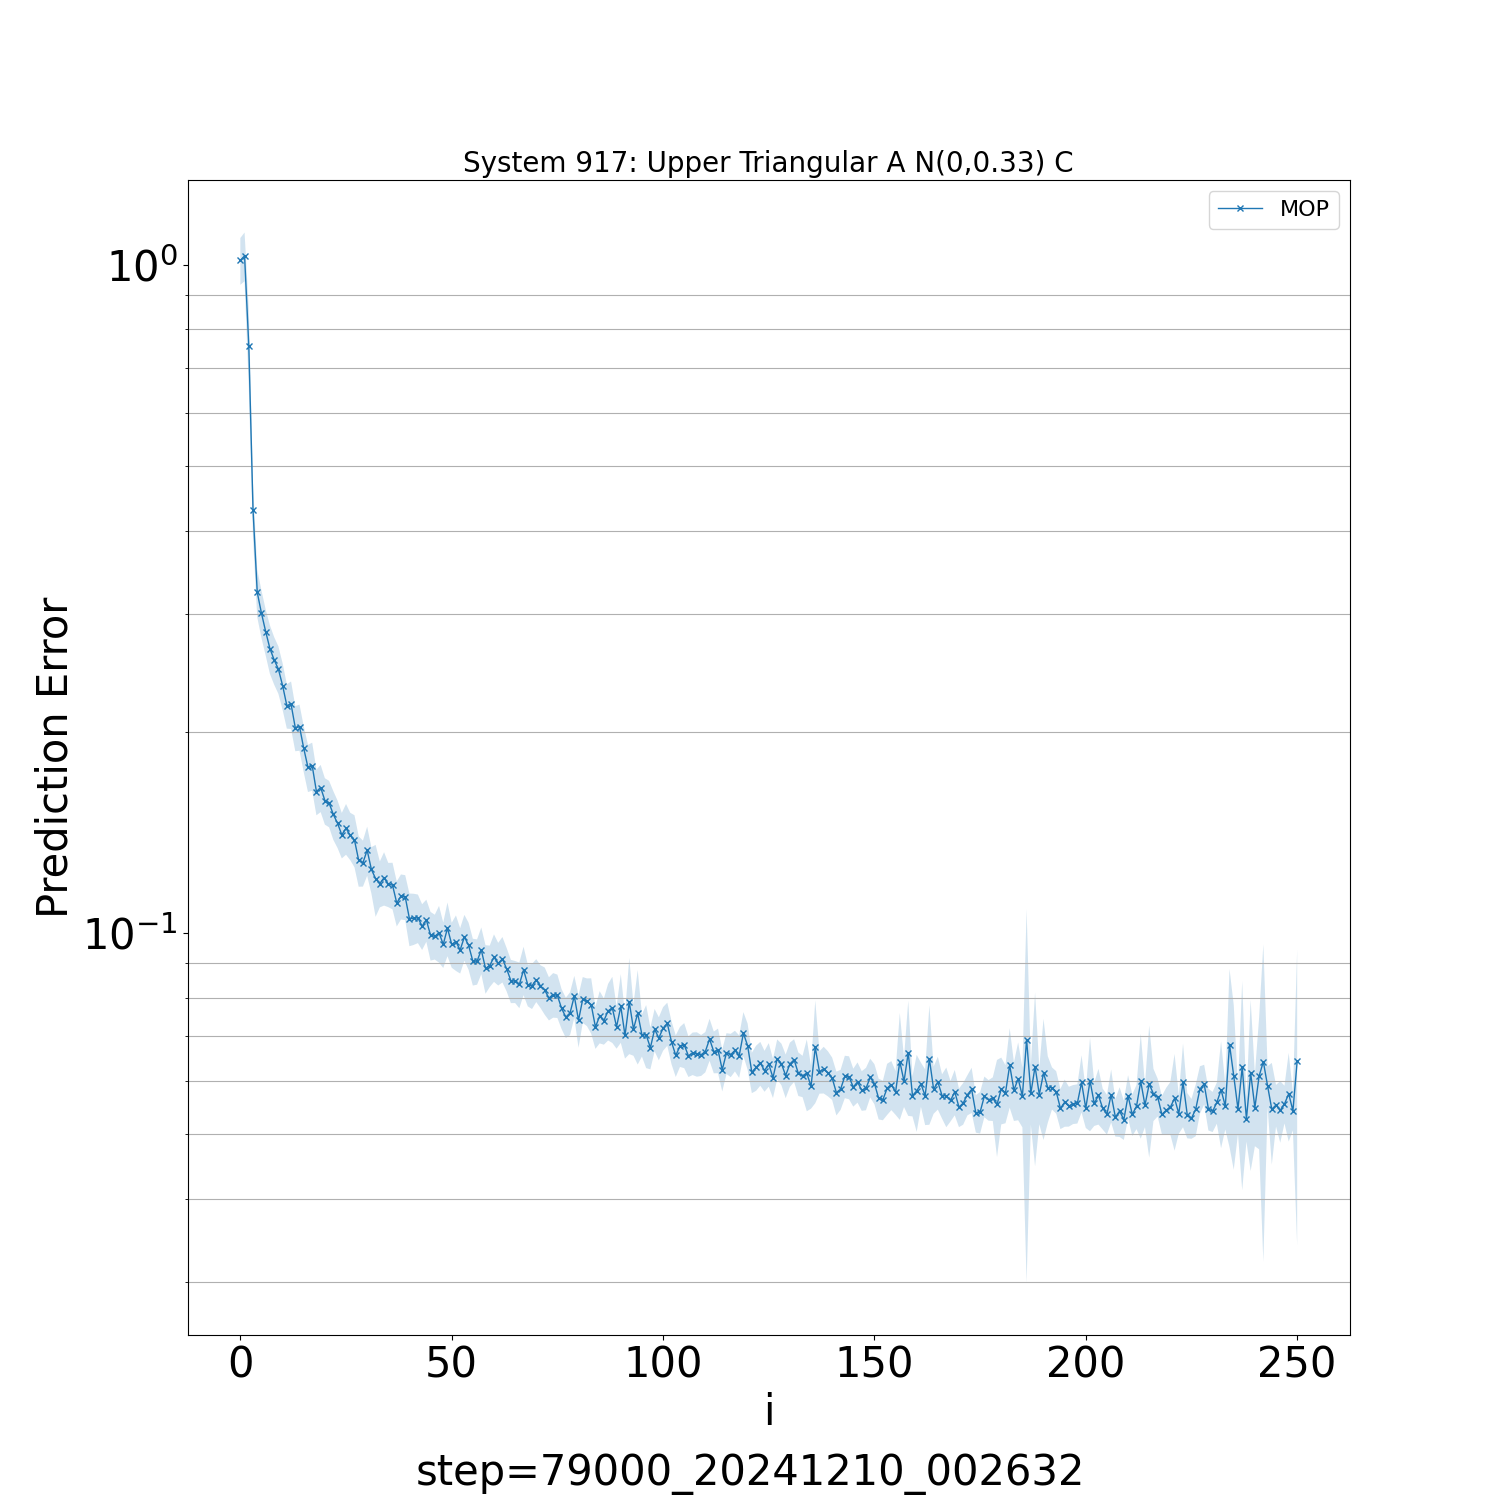 System 917: Upper Triangular A N(0,0.33) C
MOP
10⁰
10⁻¹
Prediction Error
0 50 100 150 200 250
i
step=79000_20241210_002632